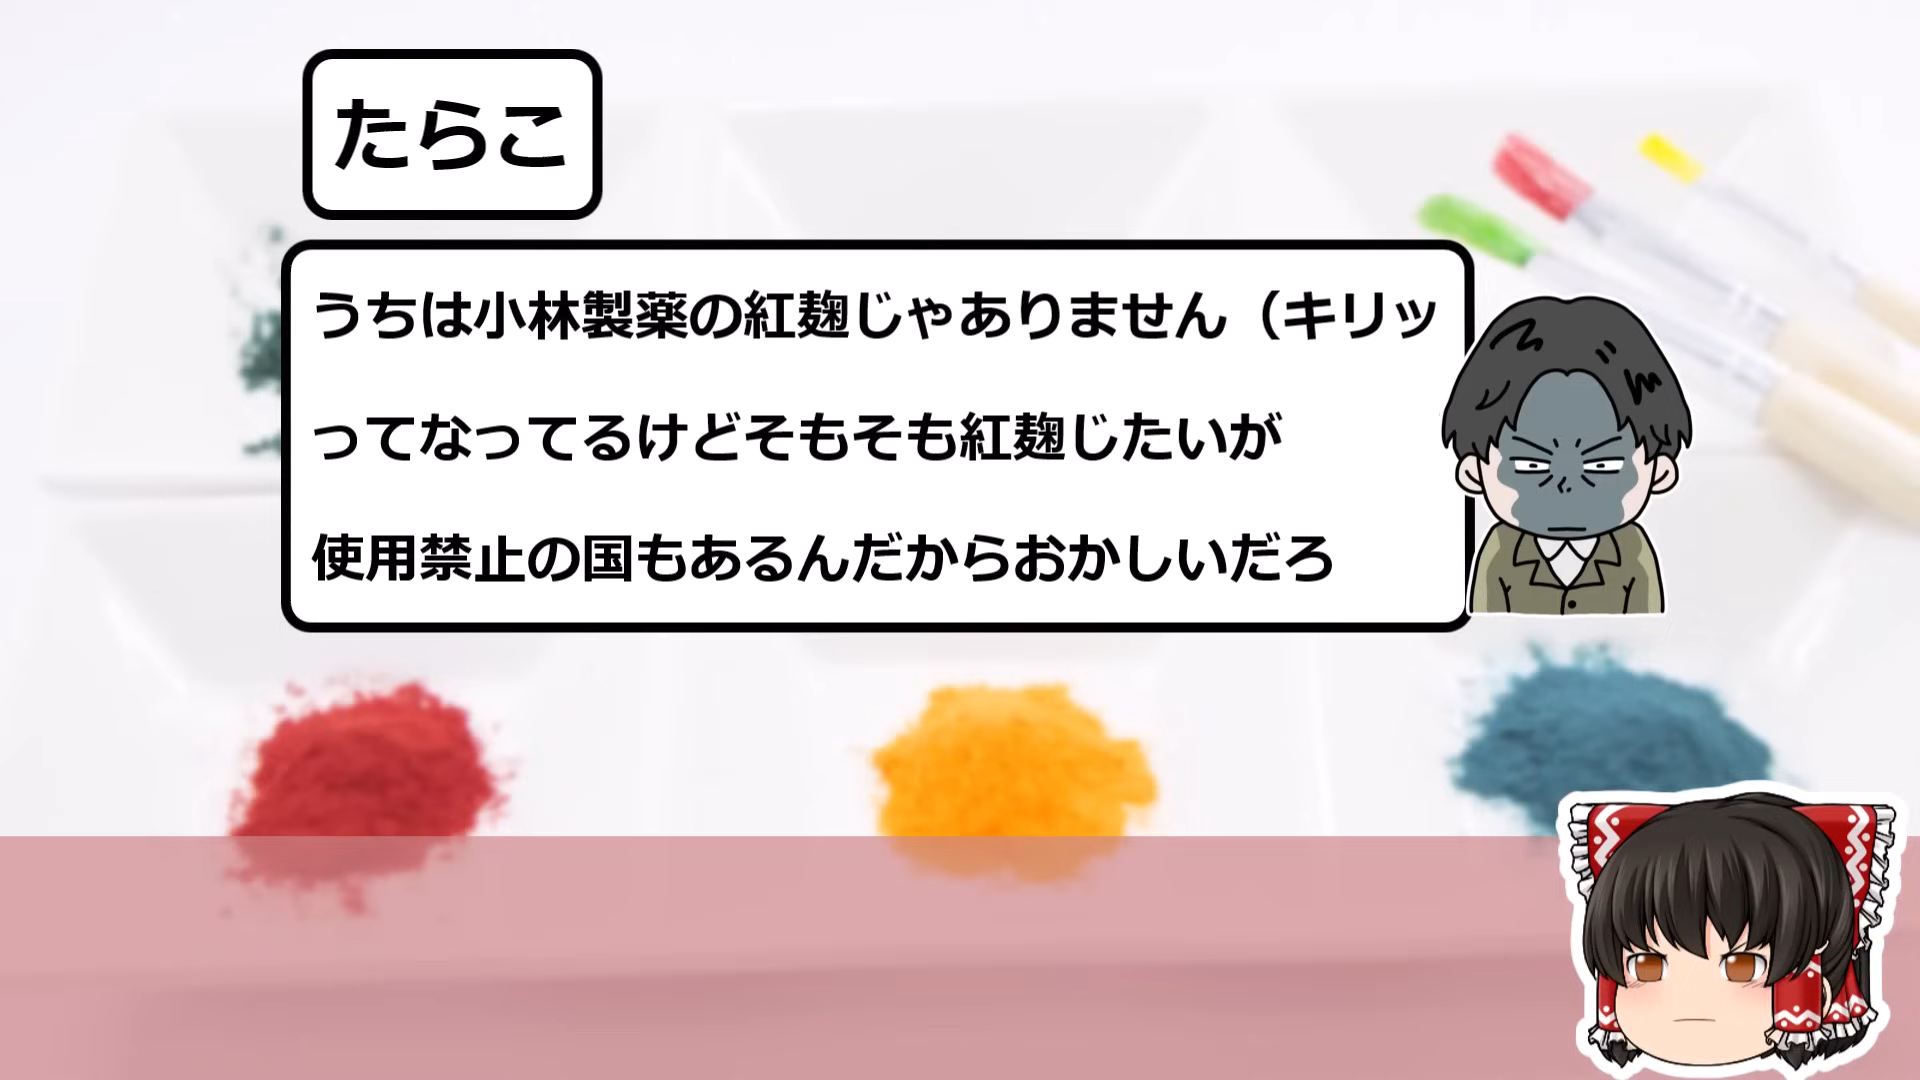 たらこ
うちは小林製薬の紅麹じゃありません（キリッ
ってなってるけどそもそも紅麹じたいが
使用禁止の国もあるんだからおかしいだろ